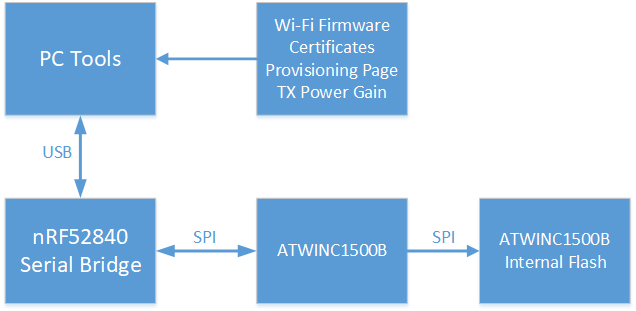 PC Tools
Wi-Fi Firmware
Certificates
Provisioning Page
TX Power Gain
USB
nRF52840
Serial Bridge
SPI
ATWINC1500B
SPI
ATWINC1500B
Internal Flash